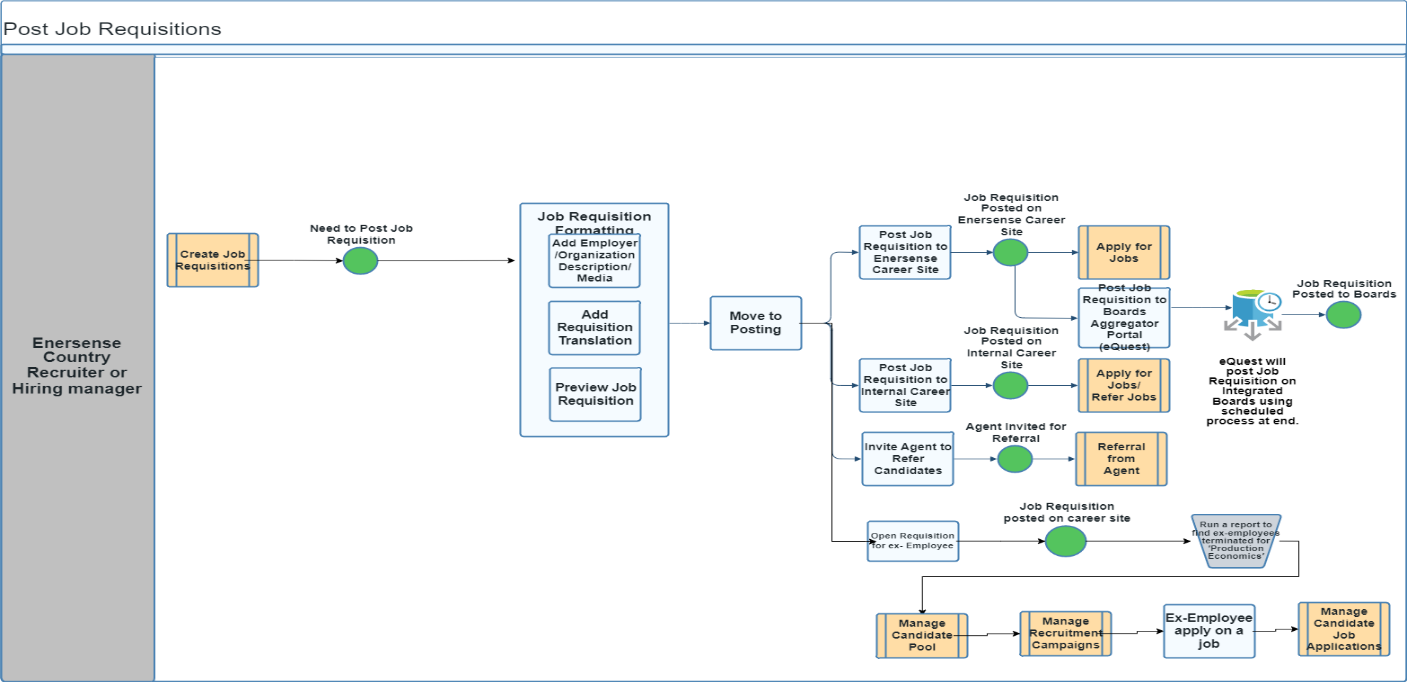 Post Job Requisitions
Enersense
Country
Recruiter or
Hiring manager
Create Job
Requisitions
Need to Post Job
Requisition
Job Requisition
Formatting
Add Employer
/Organization
Description/
Media
Add
Requisition
Translation
Preview Job
Requisition
Move to
Posting
Post Job
Requisition to
Enersense
Career Site
Job Requisition
Posted on
Enersense Career
Site
Apply for
Jobs
Post Job
Requisition to
Boards
Aggregator
Portal
(eQuest)
Job Requisition
Posted to Boards
eQuest will
post Job
Requisition on
Integrated
Boards using
scheduled
process at end.
Post Job
Requisition to
Internal Career
Site
Job Requisition
Posted on
Internal Career
Site
Apply for
Jobs/
Refer Jobs
Invite Agent to
Refer
Candidates
Agent Invited for
Referral
Referral
from
Agent
Open Requisition
for ex- Employee
Job Requisition
posted on career site
Run a report to
find ex-employees
terminated for
'Production
Economics'
Manage
Candidate
Pool
Manage
Recruitment
Campaigns
Ex-Employee
apply on a
job
Manage
Candidate
Job
Applications